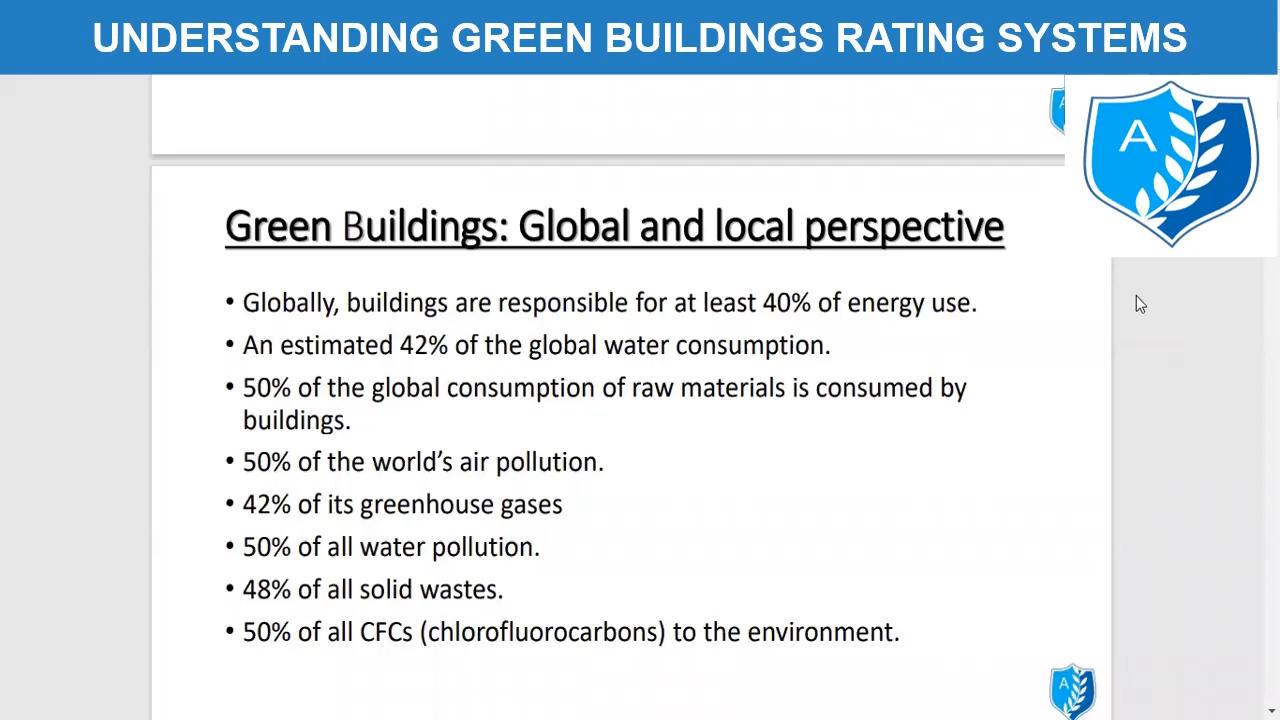 UNDERSTANDING GREEN BUILDINGS RATING SYSTEMS
A
A
Green Buildings: Global and local perspective
• Globally, buildings are responsible for at least 40% of energy use.
• An estimated 42% of the global water consumption.
• 50% of the global consumption of raw materials is consumed by
buildings.
• 50% of the world’s air pollution.
• 42% of its greenhouse gases
• 50% of all water pollution.
• 48% of all solid wastes.
• 50% of all CFCs (chlorofluorocarbons) to the environment.
A